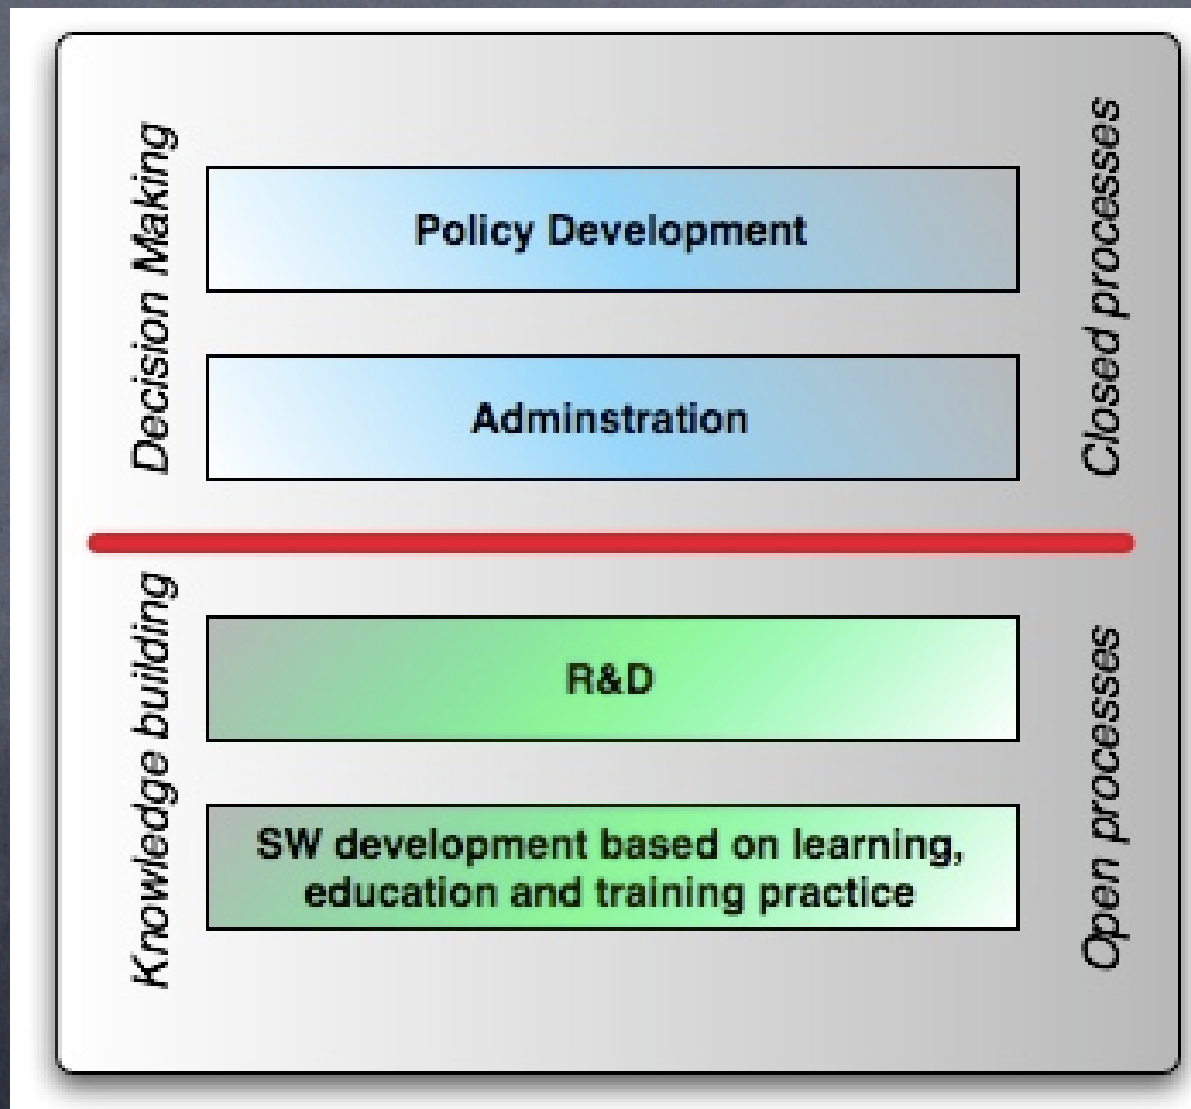 Decision Making
Policy Development
Adminstration
Closed processes
Knowledge building
R&D
SW development based on learning,
education and training practice
Open processes